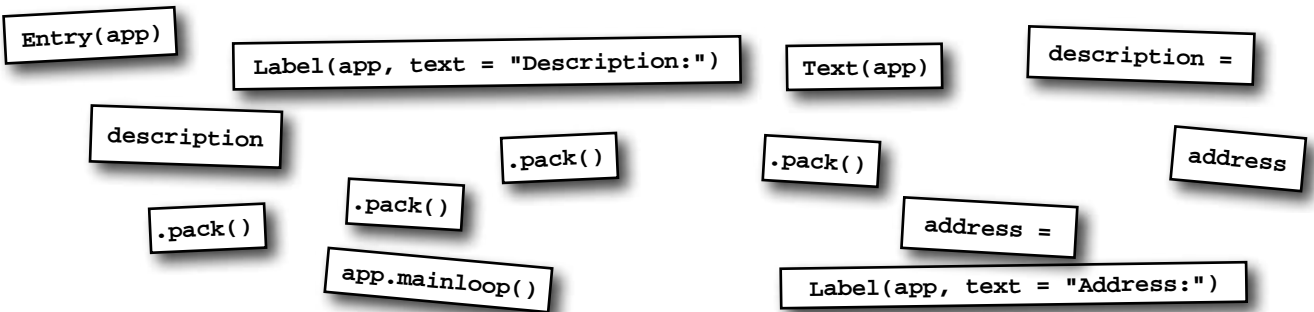 Entry(app)
Label(app, text = "Description:")
Text(app)
description =
description
.pack()
.pack()
address
.pack()
.pack()
address =
app.mainloop()
Label(app, text = "Address:")